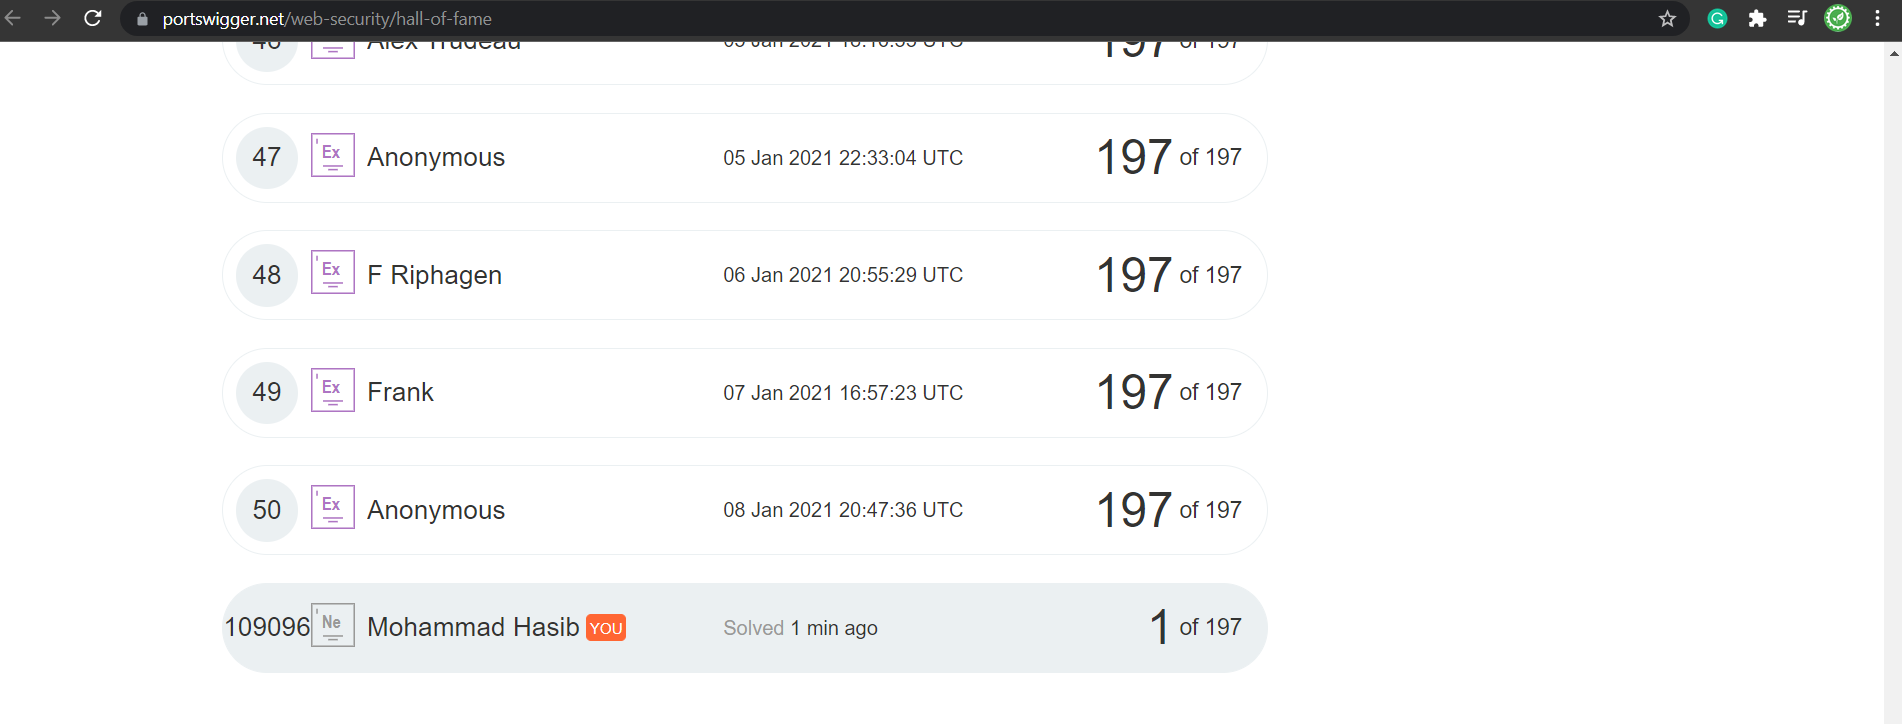 portswigger.net/web-security/hall-of-fame
46 Alex Trudeau 197 of 197
47 Ex Anonymous 05 Jan 2021 22:33:04 UTC 197 of 197
48 Ex F Riphagen 06 Jan 2021 20:55:29 UTC 197 of 197
49 Ex Frank 07 Jan 2021 16:57:23 UTC 197 of 197
50 Ex Anonymous 08 Jan 2021 20:47:36 UTC 197 of 197
109096 Ne Mohammad Hasib YOU Solved 1 min ago 1 of 197